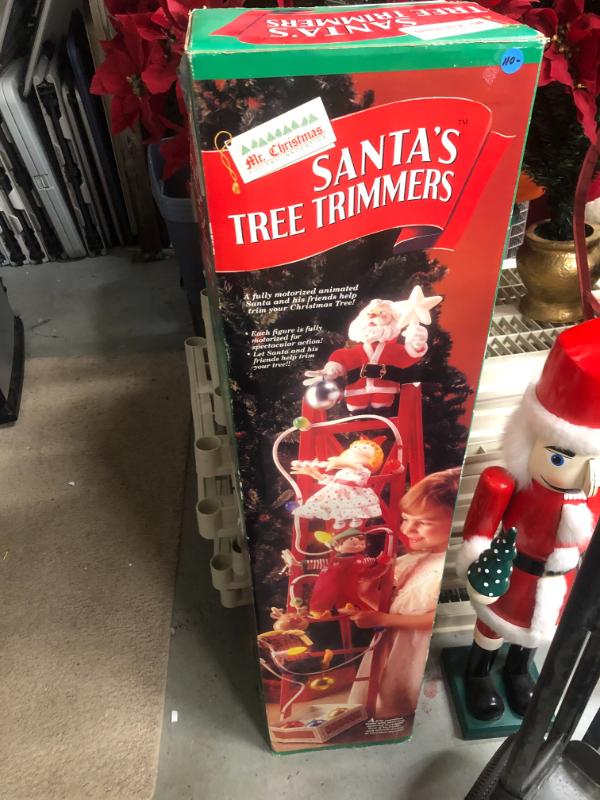 SANTA'S
TREE TRIMMERS
110-
Mr. Christmas
SANTA'S
TM
TREE TRIMMERS
A fully motorized animated
Santa and his friends help
trim your Christmas Tree!
• Each figure is fully
motorized for
spectacular action!
• Let Santa and his
friends help trim
your tree!!